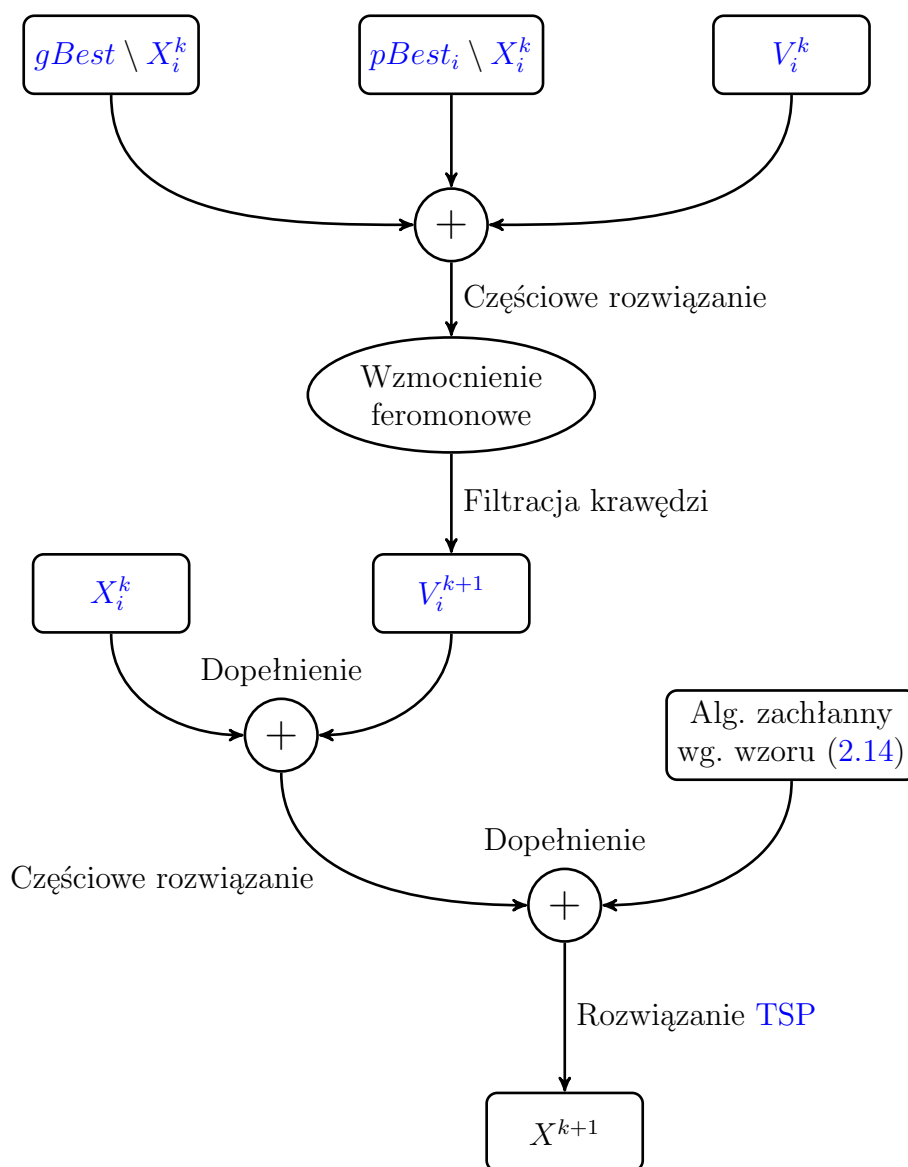 gBest \ X_i^k
pBest_i \ X_i^k
V_i^k
+
Częściowe rozwiązanie
Wzmocnienie
feromonowe
Filtracja krawędzi
X_i^k
V_i^{k+1}
Dopełnienie
+
Alg. zachłanny
wg. wzoru (2.14)
Dopełnienie
Częściowe rozwiązanie
+
Rozwiązanie TSP
X^{k+1}